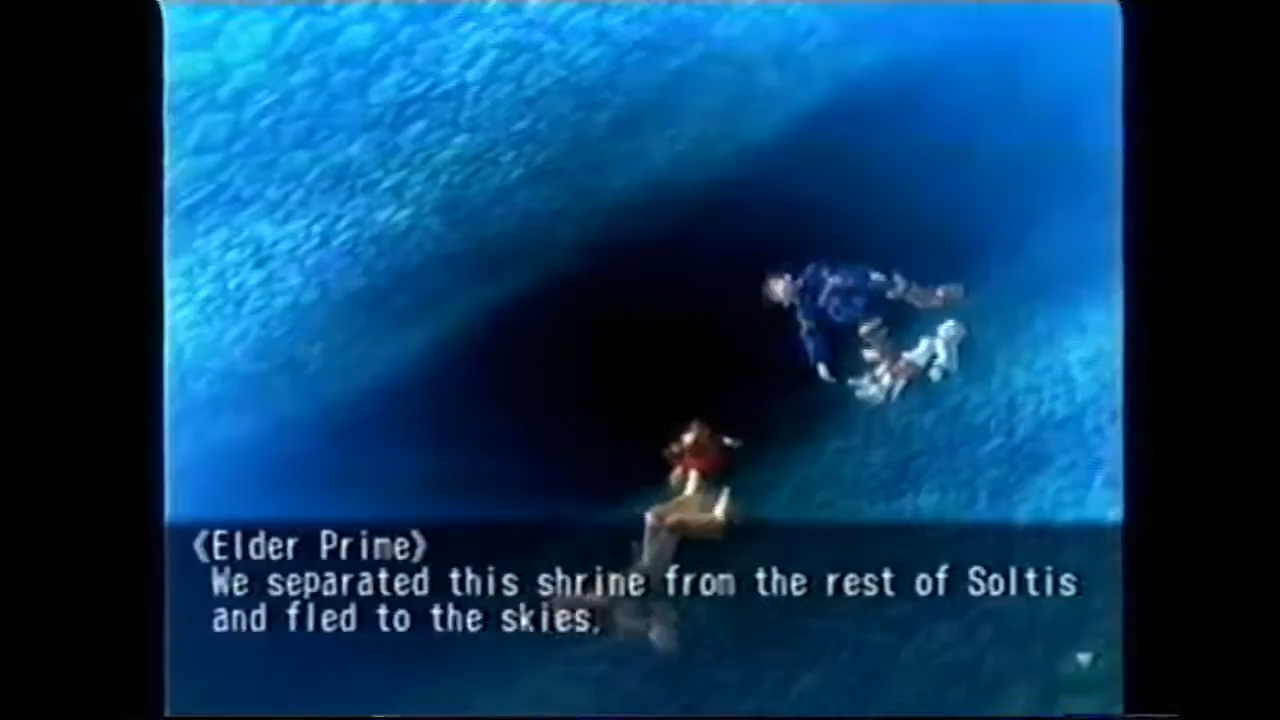 《Elder Prime》
We separated this shrine from the rest of Soltis
and fled to the skies.